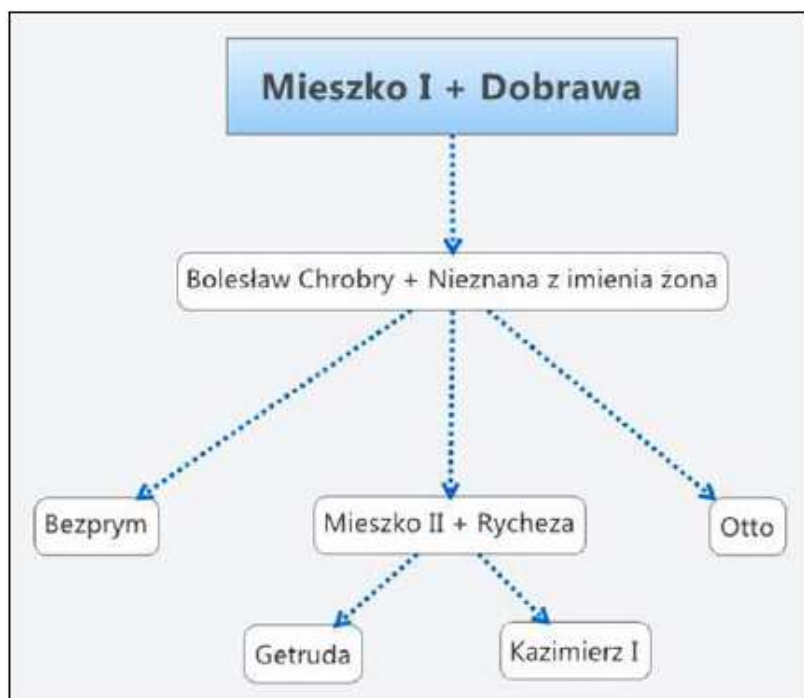 Mieszko I + Dobrawa
Bolesław Chrobry + Nieznana z imienia żona
Bezprym
Mieszko II + Rycheza
Otto
Getruda
Kazimierz I